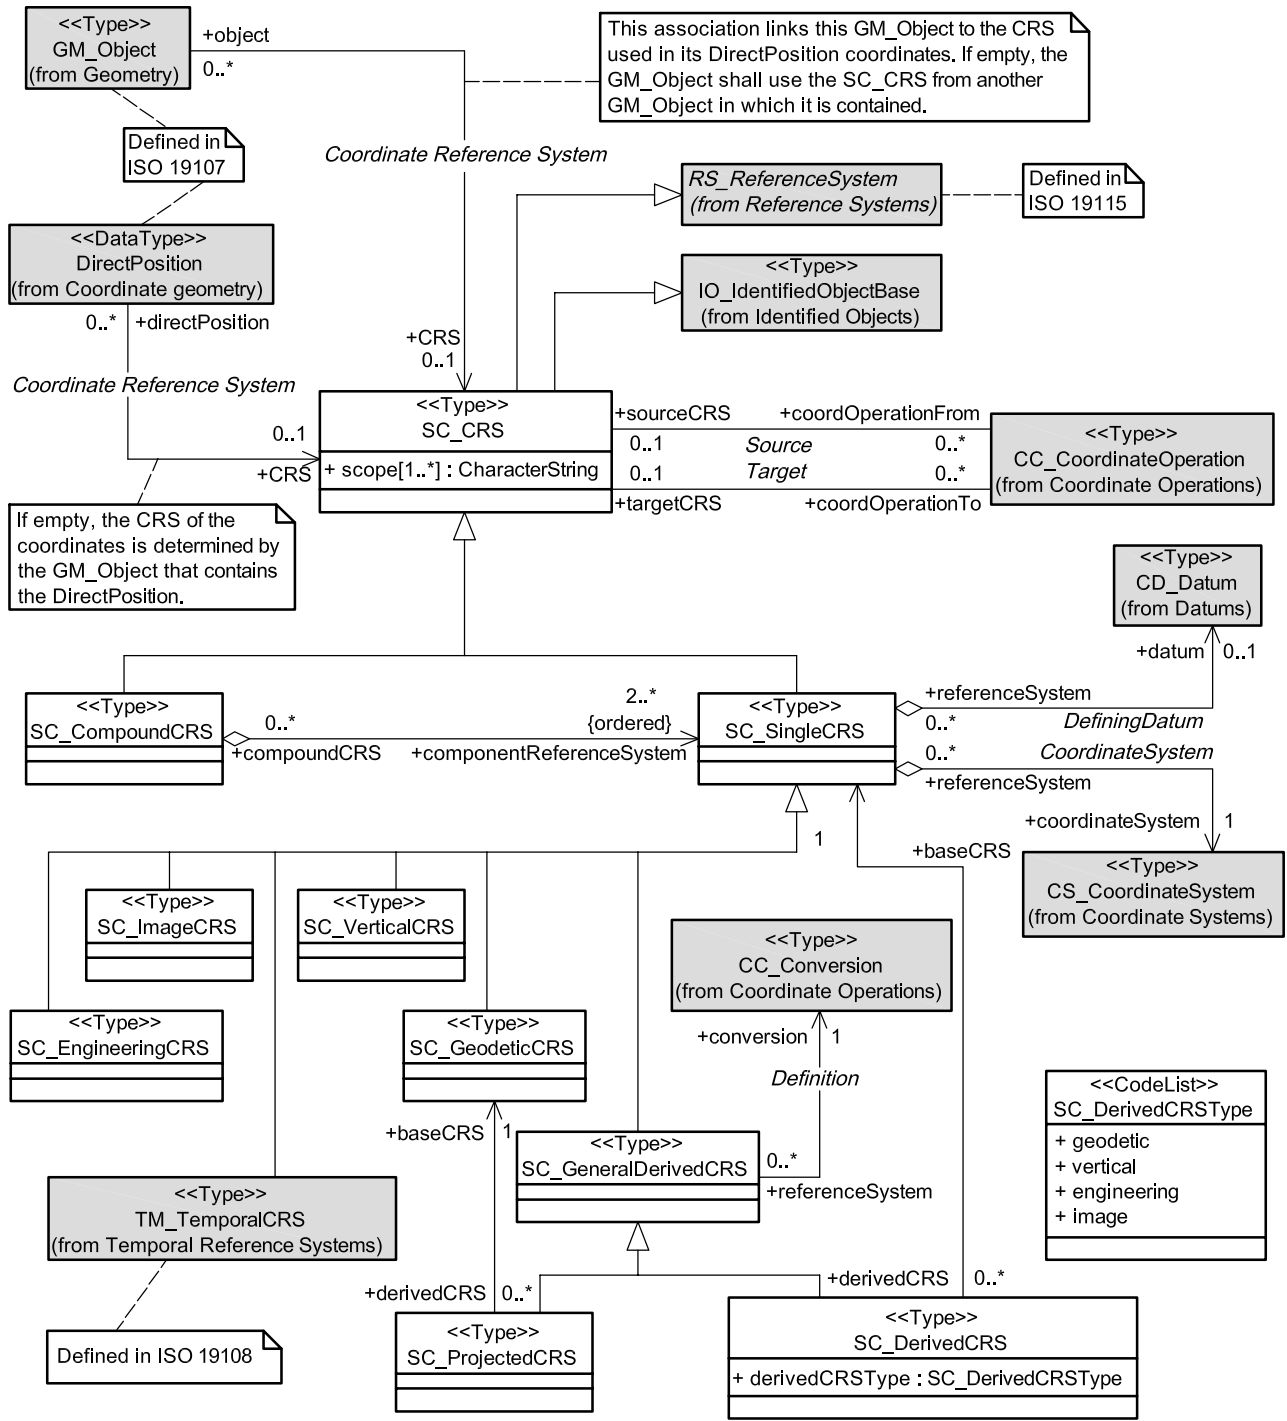 <<Type>>
GM_Object
(from Geometry)
+object
0..*
This association links this GM_Object to the CRS
used in its DirectPosition coordinates. If empty, the
GM_Object shall use the SC_CRS from another
GM_Object in which it is contained.
Defined in
ISO 19107
Coordinate Reference System
RS_ReferenceSystem
(from Reference Systems)
Defined in
ISO 19115
<<DataType>>
DirectPosition
(from Coordinate geometry)
<<Type>>
IO_IdentifiedObjectBase
(from Identified Objects)
0..*
+directPosition
+CRS
0..1
Coordinate Reference System
<<Type>>
SC_CRS
+ scope[1..*] : CharacterString
0..1
+CRS
+sourceCRS
+coordOperationFrom
0..1
Source
0..*
0..1
Target
0..*
+targetCRS
+coordOperationTo
<<Type>>
CC_CoordinateOperation
(from Coordinate Operations)
If empty, the CRS of the
coordinates is determined by
the GM_Object that contains
the DirectPosition.
<<Type>>
CD_Datum
(from Datums)
+datum
0..1
<<Type>>
SC_CompoundCRS
0..*
+compoundCRS
2..*
{ordered}
+componentReferenceSystem
<<Type>>
SC_SingleCRS
+referenceSystem
0..*
DefiningDatum
0..*
CoordinateSystem
+referenceSystem
+coordinateSystem
1
1
+baseCRS
<<Type>>
CS_CoordinateSystem
(from Coordinate Systems)
<<Type>>
SC_ImageCRS
<<Type>>
SC_VerticalCRS
<<Type>>
CC_Conversion
(from Coordinate Operations)
<<Type>>
SC_EngineeringCRS
<<Type>>
SC_GeodeticCRS
+conversion
1
Definition
+baseCRS
1
<<Type>>
SC_GeneralDerivedCRS
0..*
+referenceSystem
<<CodeList>>
SC_DerivedCRSType
+ geodetic
+ vertical
+ engineering
+ image
<<Type>>
TM_TemporalCRS
(from Temporal Reference Systems)
+derivedCRS
0..*
+derivedCRS
0..*
Defined in ISO 19108
<<Type>>
SC_ProjectedCRS
<<Type>>
SC_DerivedCRS
+ derivedCRSType : SC_DerivedCRSType